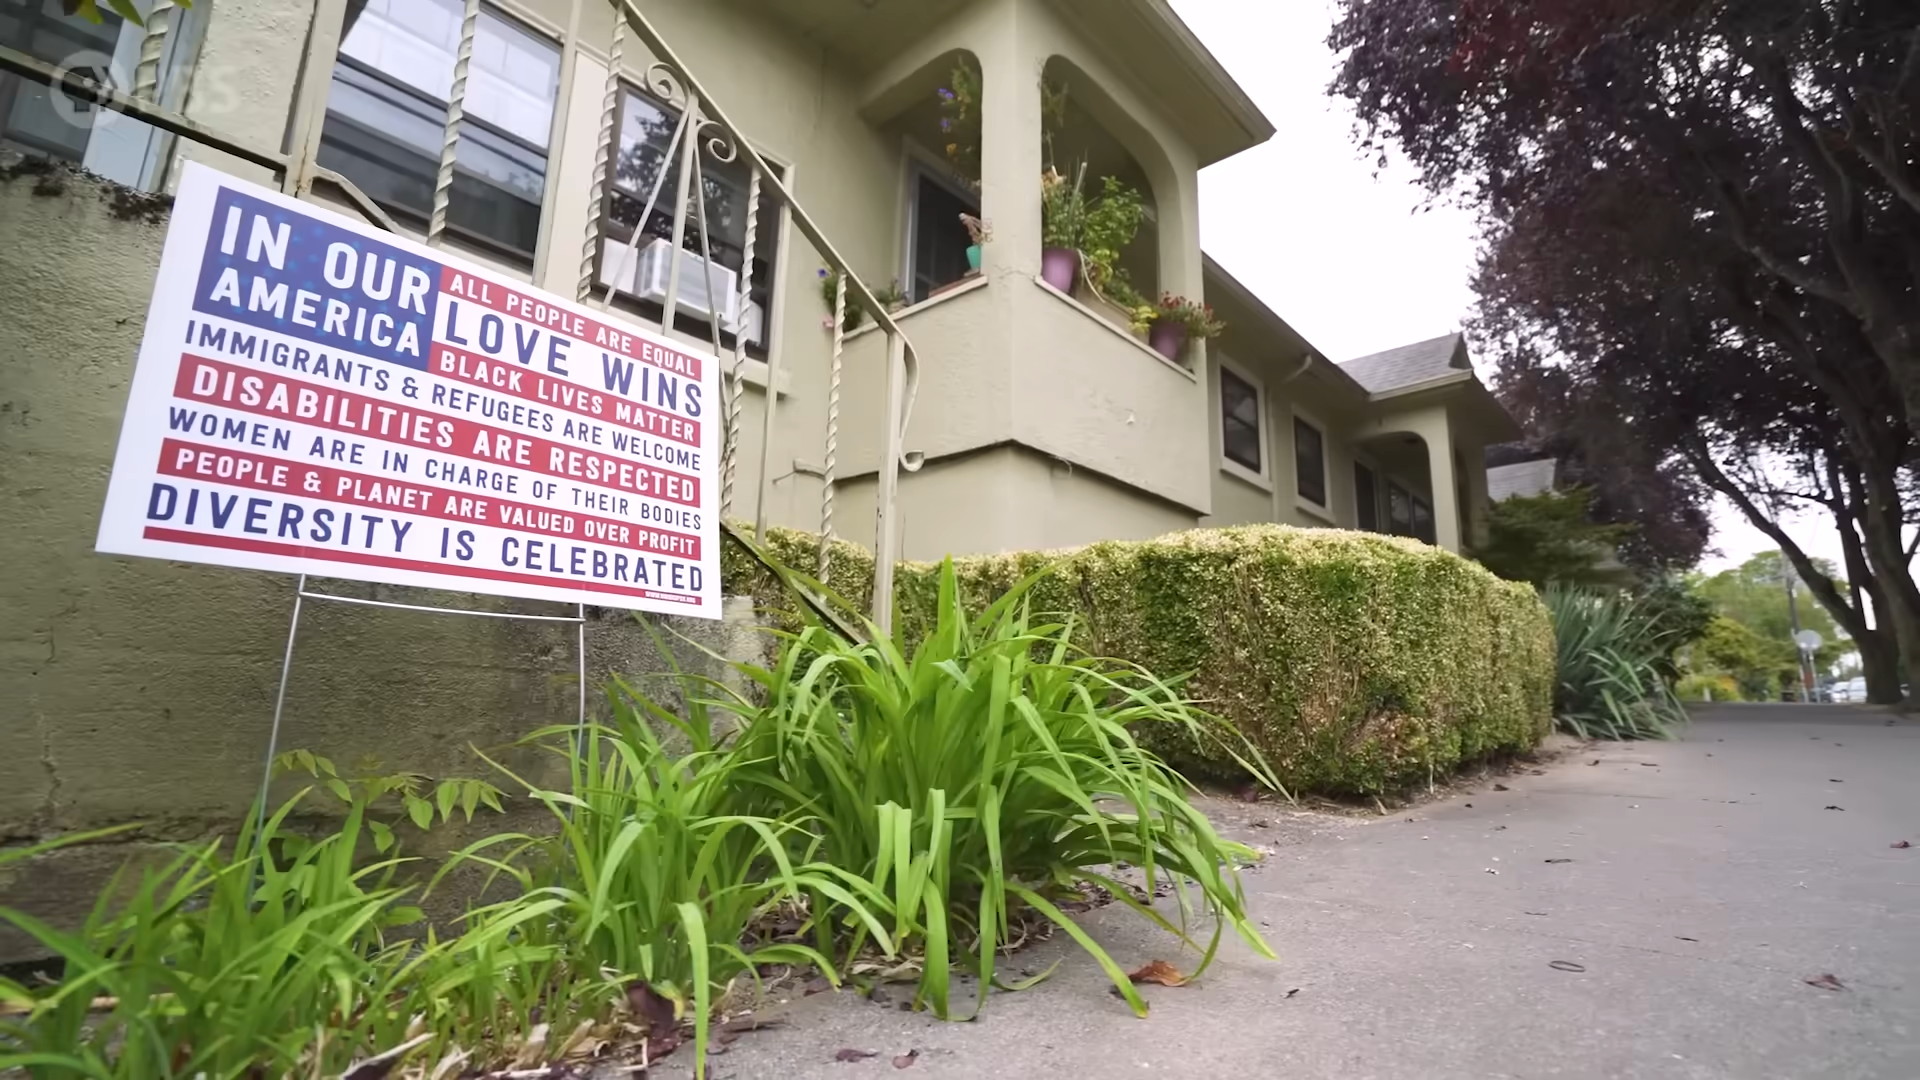 PBS
IN OUR
AMERICA
ALL PEOPLE ARE EQUAL
LOVE WINS
BLACK LIVES MATTER
IMMIGRANTS & REFUGEES ARE WELCOME
DISABILITIES ARE RESPECTED
WOMEN ARE IN CHARGE OF THEIR BODIES
PEOPLE & PLANET ARE VALUED OVER PROFIT
DIVERSITY IS CELEBRATED